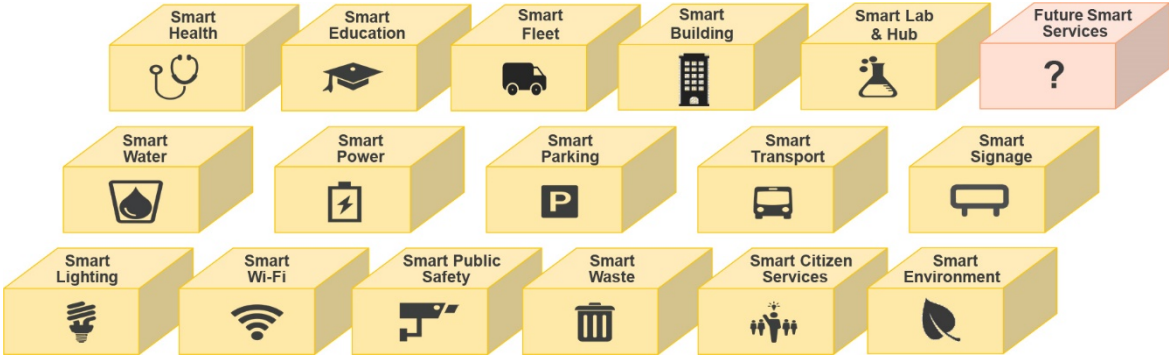 Smart
Health
Smart
Education
Smart
Fleet
Smart
Building
Smart Lab
& Hub
Future Smart
Services
?
Smart
Water
Smart
Power
Smart
Parking
P
Smart
Transport
Smart
Signage
Smart
Lighting
Smart
Wi-Fi
Smart Public
Safety
Smart
Waste
Smart Citizen
Services
Smart
Environment